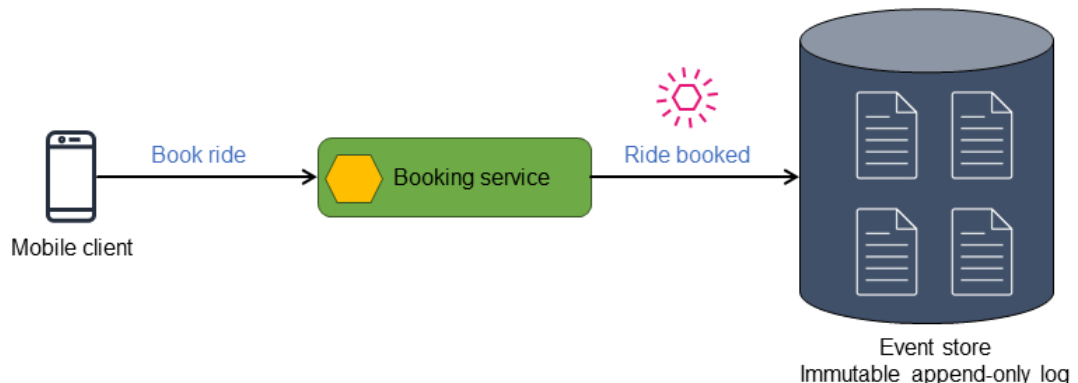 Book ride
Booking service
Ride booked
Mobile client
Event store
Immutable append-only log